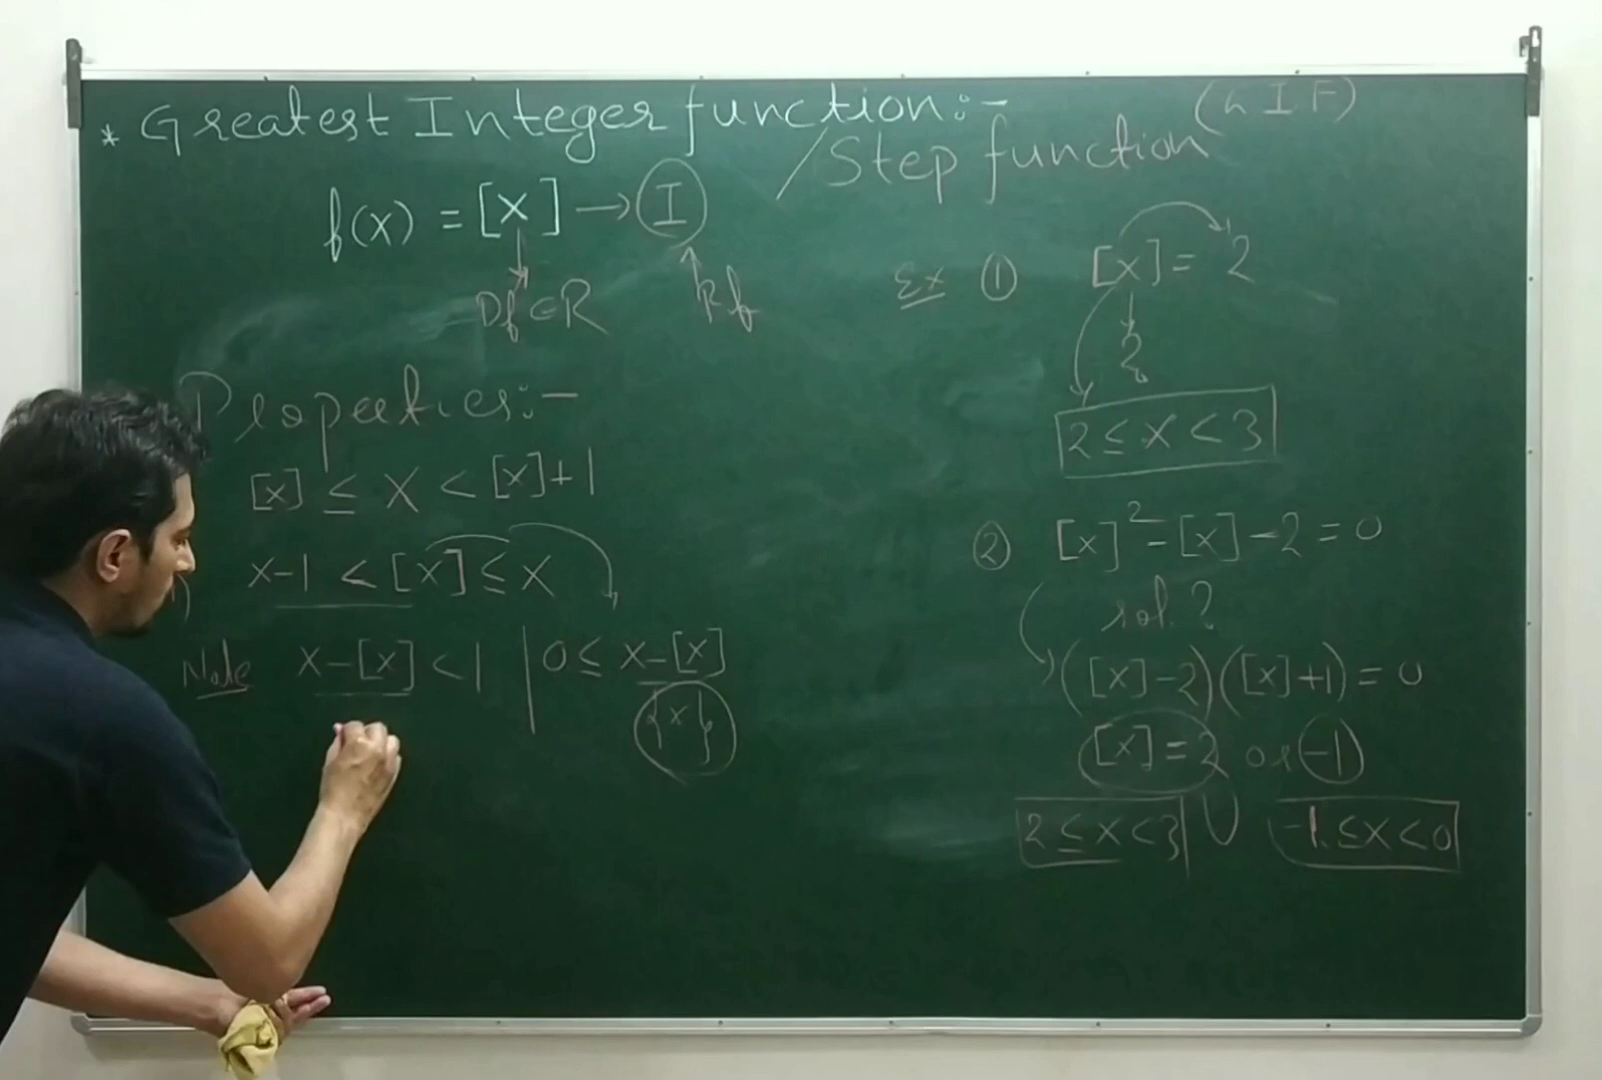 * Greatest Integer function:- (G I F)
/Step function
f(x) = [x] → I
Df ∈ R
Rf
Properties:-
[x] ≤ x < [x]+1
x-1 < [x] ≤ x
Note x-[x] < 1 | 0 ≤ x-[x]
{x}
Ex ① [x] = 2
2
2 ≤ x < 3
② [x]² - [x] - 2 = 0
sol. ?
([x]-2)([x]+1) = 0
[x] = 2 or -1
2 ≤ x < 3 ∪ -1 ≤ x < 0